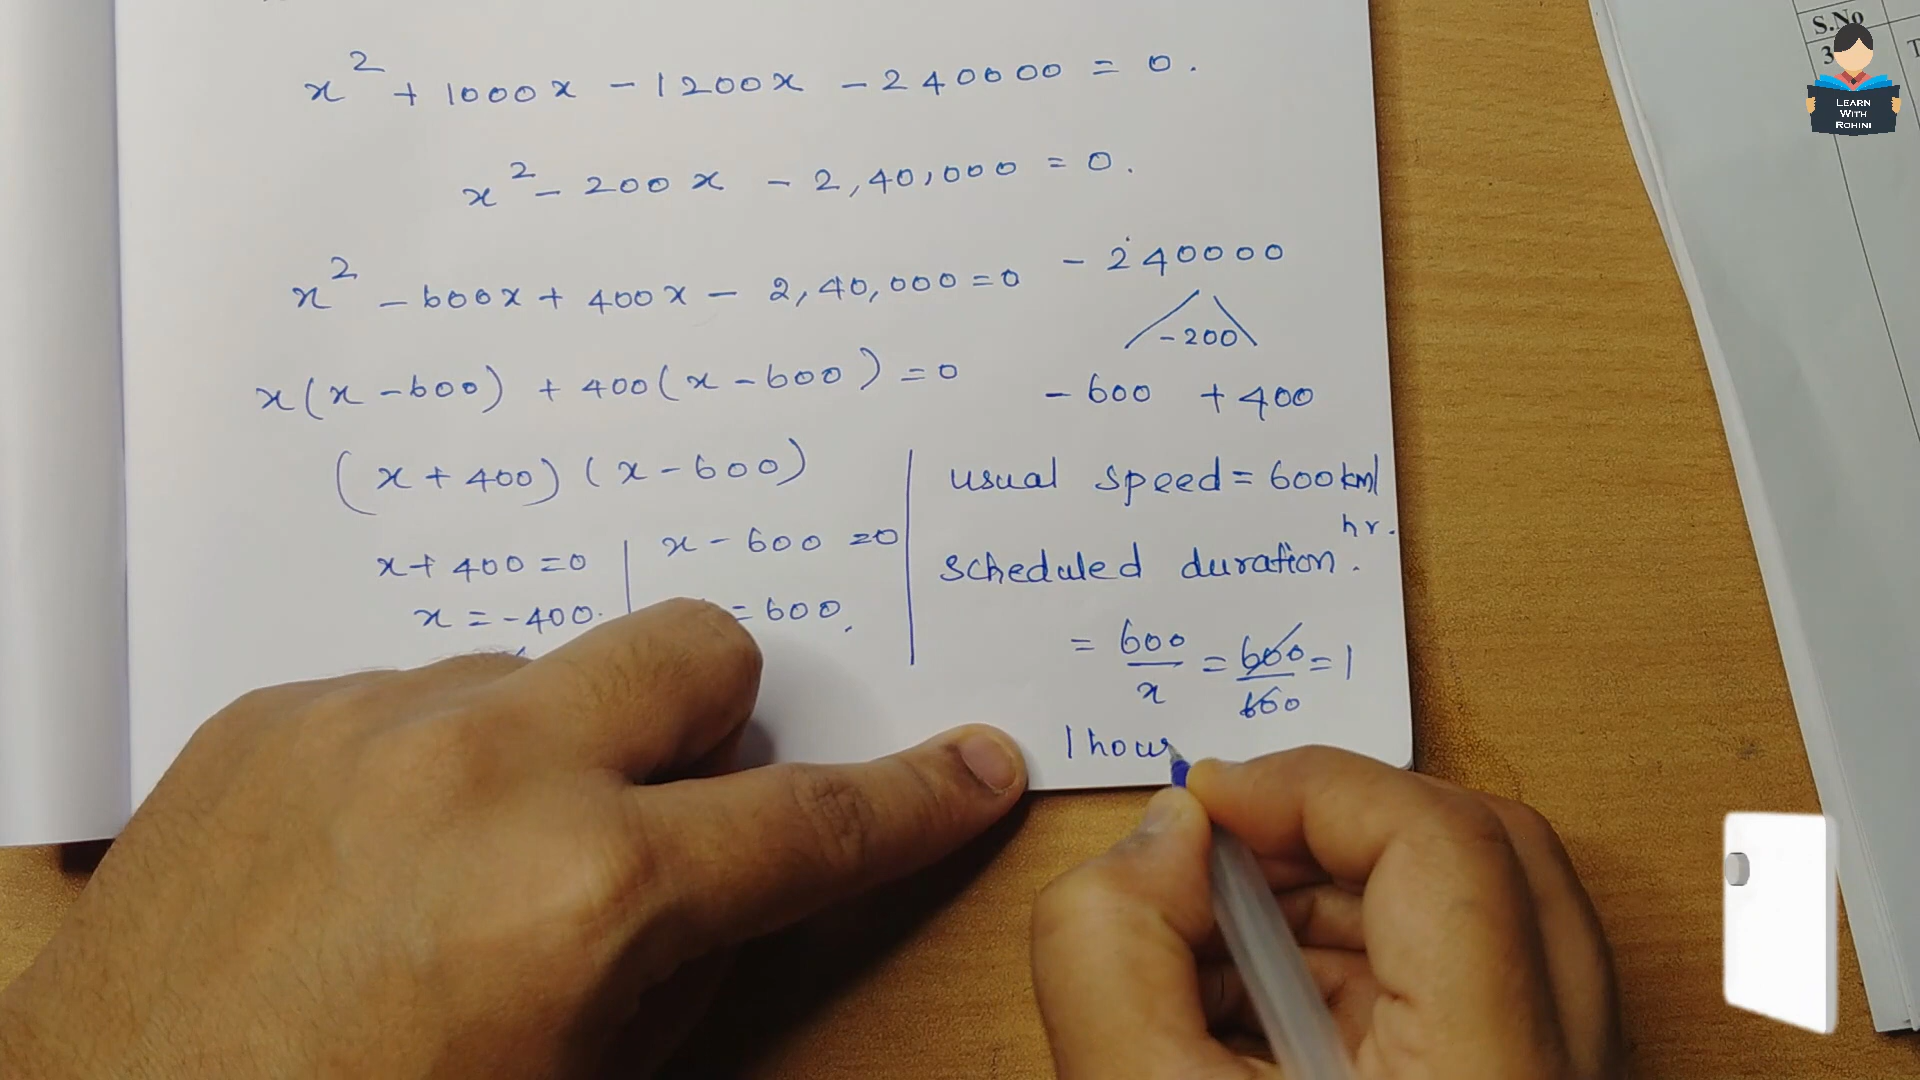 x² + 1000x - 1200x - 240000 = 0.
x² - 200x - 2,40,000 = 0.
x² - 600x + 400x - 2,40,000 = 0
- 240000
- 200
- 600 + 400
x(x - 600) + 400(x - 600) = 0
(x + 400) (x - 600)
x + 400 = 0
x = -400.
x - 600 = 0
= 600.
usual speed = 600 km/
hr.
scheduled duration.
= 600/x = 600/600 = 1
1 hour
S.No
3
T
LEARN
WITH
ROHINI